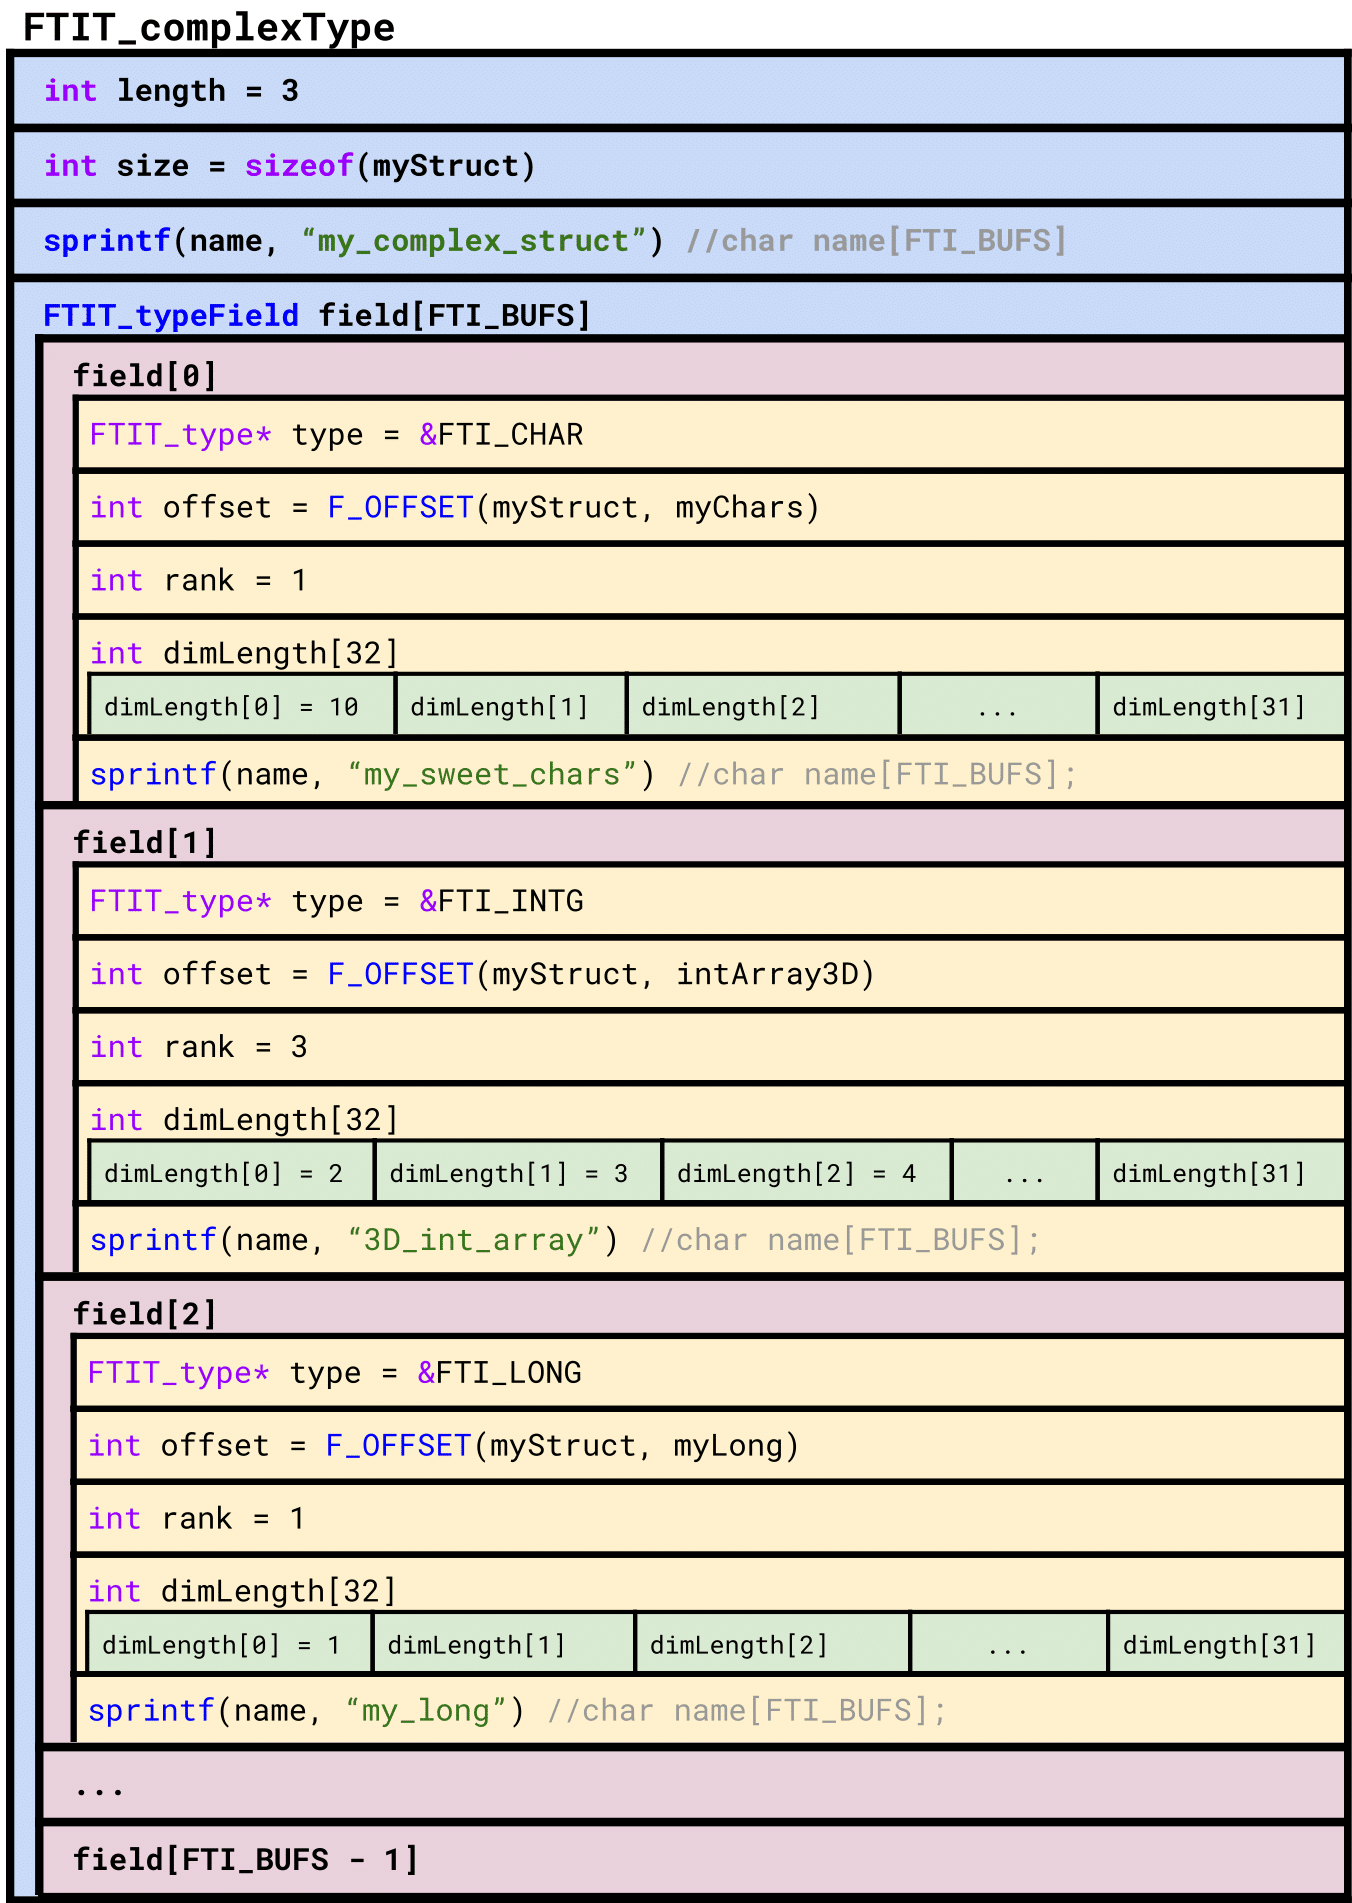 FTIT_complexType
int length = 3
int size = sizeof(myStruct)
sprintf(name, “my_complex_struct”) //char name[FTI_BUFS]
FTIT_typeField field[FTI_BUFS]
field[0]
FTIT_type* type = &FTI_CHAR
int offset = F_OFFSET(myStruct, myChars)
int rank = 1
int dimLength[32]
dimLength[0] = 10 dimLength[1] dimLength[2] ... dimLength[31]
sprintf(name, “my_sweet_chars”) //char name[FTI_BUFS];
field[1]
FTIT_type* type = &FTI_INTG
int offset = F_OFFSET(myStruct, intArray3D)
int rank = 3
int dimLength[32]
dimLength[0] = 2 dimLength[1] = 3 dimLength[2] = 4 ... dimLength[31]
sprintf(name, “3D_int_array”) //char name[FTI_BUFS];
field[2]
FTIT_type* type = &FTI_LONG
int offset = F_OFFSET(myStruct, myLong)
int rank = 1
int dimLength[32]
dimLength[0] = 1 dimLength[1] dimLength[2] ... dimLength[31]
sprintf(name, “my_long”) //char name[FTI_BUFS];
...
field[FTI_BUFS - 1]